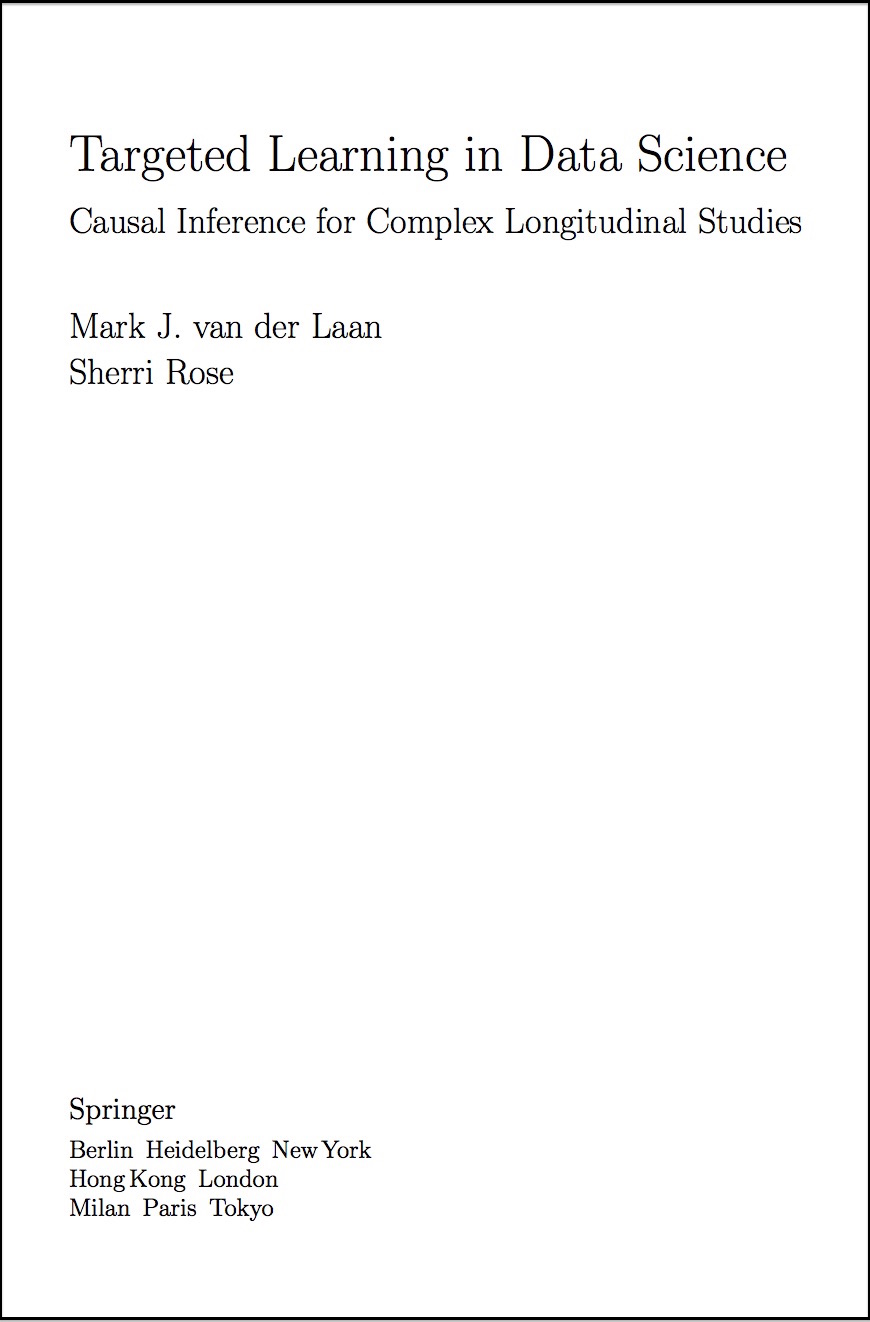 Targeted Learning in Data Science
Causal Inference for Complex Longitudinal Studies
Mark J. van der Laan
Sherri Rose
Springer
Berlin Heidelberg New York
Hong Kong London
Milan Paris Tokyo